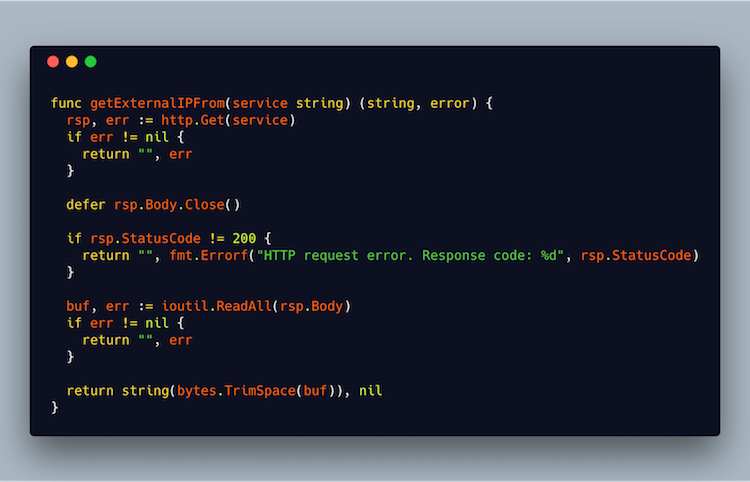 func getExternalIPFrom(service string) (string, error) {
  rsp, err := http.Get(service)
  if err != nil {
    return "", err
  }

  defer rsp.Body.Close()

  if rsp.StatusCode != 200 {
    return "", fmt.Errorf("HTTP request error. Response code: %d", rsp.StatusCode)
  }

  buf, err := ioutil.ReadAll(rsp.Body)
  if err != nil {
    return "", err
  }

  return string(bytes.TrimSpace(buf)), nil
}